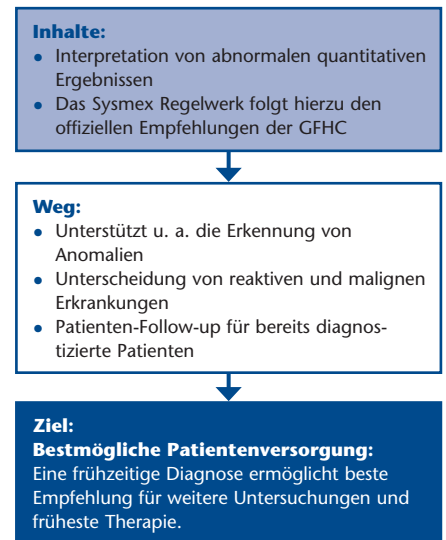 Inhalte:
• Interpretation von abnormalen quantitativen
Ergebnissen
• Das Sysmex Regelwerk folgt hierzu den
offiziellen Empfehlungen der GFHC
Weg:
• Unterstützt u. a. die Erkennung von
Anomalien
• Unterscheidung von reaktiven und malignen
Erkrankungen
• Patienten-Follow-up für bereits diagnos-
tizierte Patienten
Ziel:
Bestmögliche Patientenversorgung:
Eine frühzeitige Diagnose ermöglicht beste
Empfehlung für weitere Untersuchungen und
früheste Therapie.